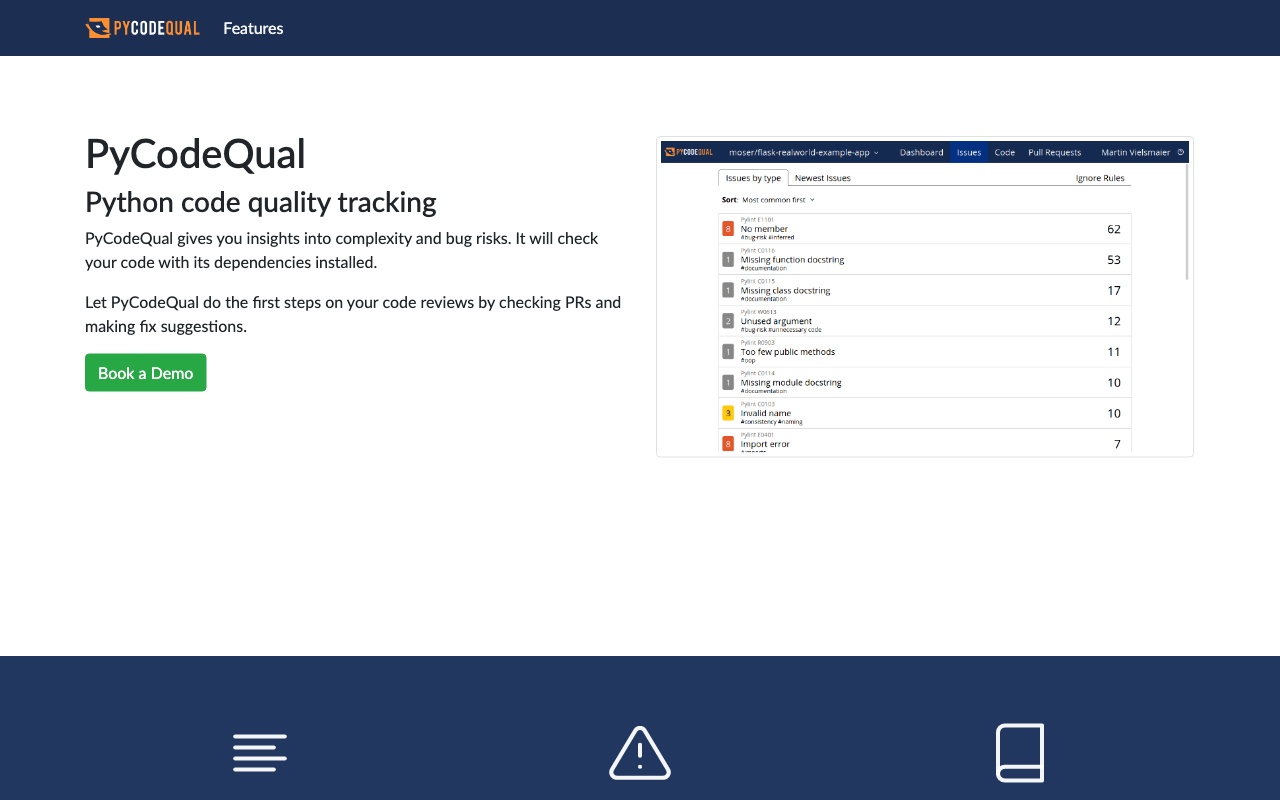 PYCODEQUAL Features
PyCodeQual
Python code quality tracking
PyCodeQual gives you insights into complexity and bug risks. It will check
your code with its dependencies installed.
Let PyCodeQual do the first steps on your code reviews by checking PRs and
making fix suggestions.
Book a Demo
PYCODEQUAL moser/flask-realworld-example-app Dashboard Issues Code Pull Requests Martin Vielsmaier
Issues by type Newest Issues Ignore Rules
Sort: Most common first
Pylint E1101
8 No member 62
#bug-risk #inferred
Pylint C0116
1 Missing function docstring 53
#documentation
Pylint C0115
1 Missing class docstring 17
#documentation
Pylint W0613
2 Unused argument 12
#bug-risk #unnecessary code
Pylint R0903
1 Too few public methods 11
#oop
Pylint C0114
1 Missing module docstring 10
#documentation
Pylint C0103
3 Invalid name 10
#consistency #naming
Pylint E0401
8 Import error 7